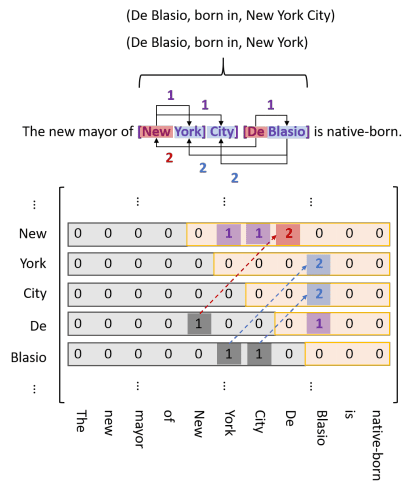 (De Blasio, born in, New York City)
(De Blasio, born in, New York)
1 1 1
The new mayor of [New York] City] [De Blasio] is native-born.
2 2 2
... ... ... ...
New 0 0 0 0 0 1 1 2 0 0 0
York 0 0 0 0 0 0 0 0 2 0 0
City 0 0 0 0 0 0 0 0 2 0 0
De 0 0 0 0 1 0 0 0 1 0 0
Blasio 0 0 0 0 0 1 1 0 0 0 0
... ... ... ...
The new mayor of New York City De Blasio is native-born